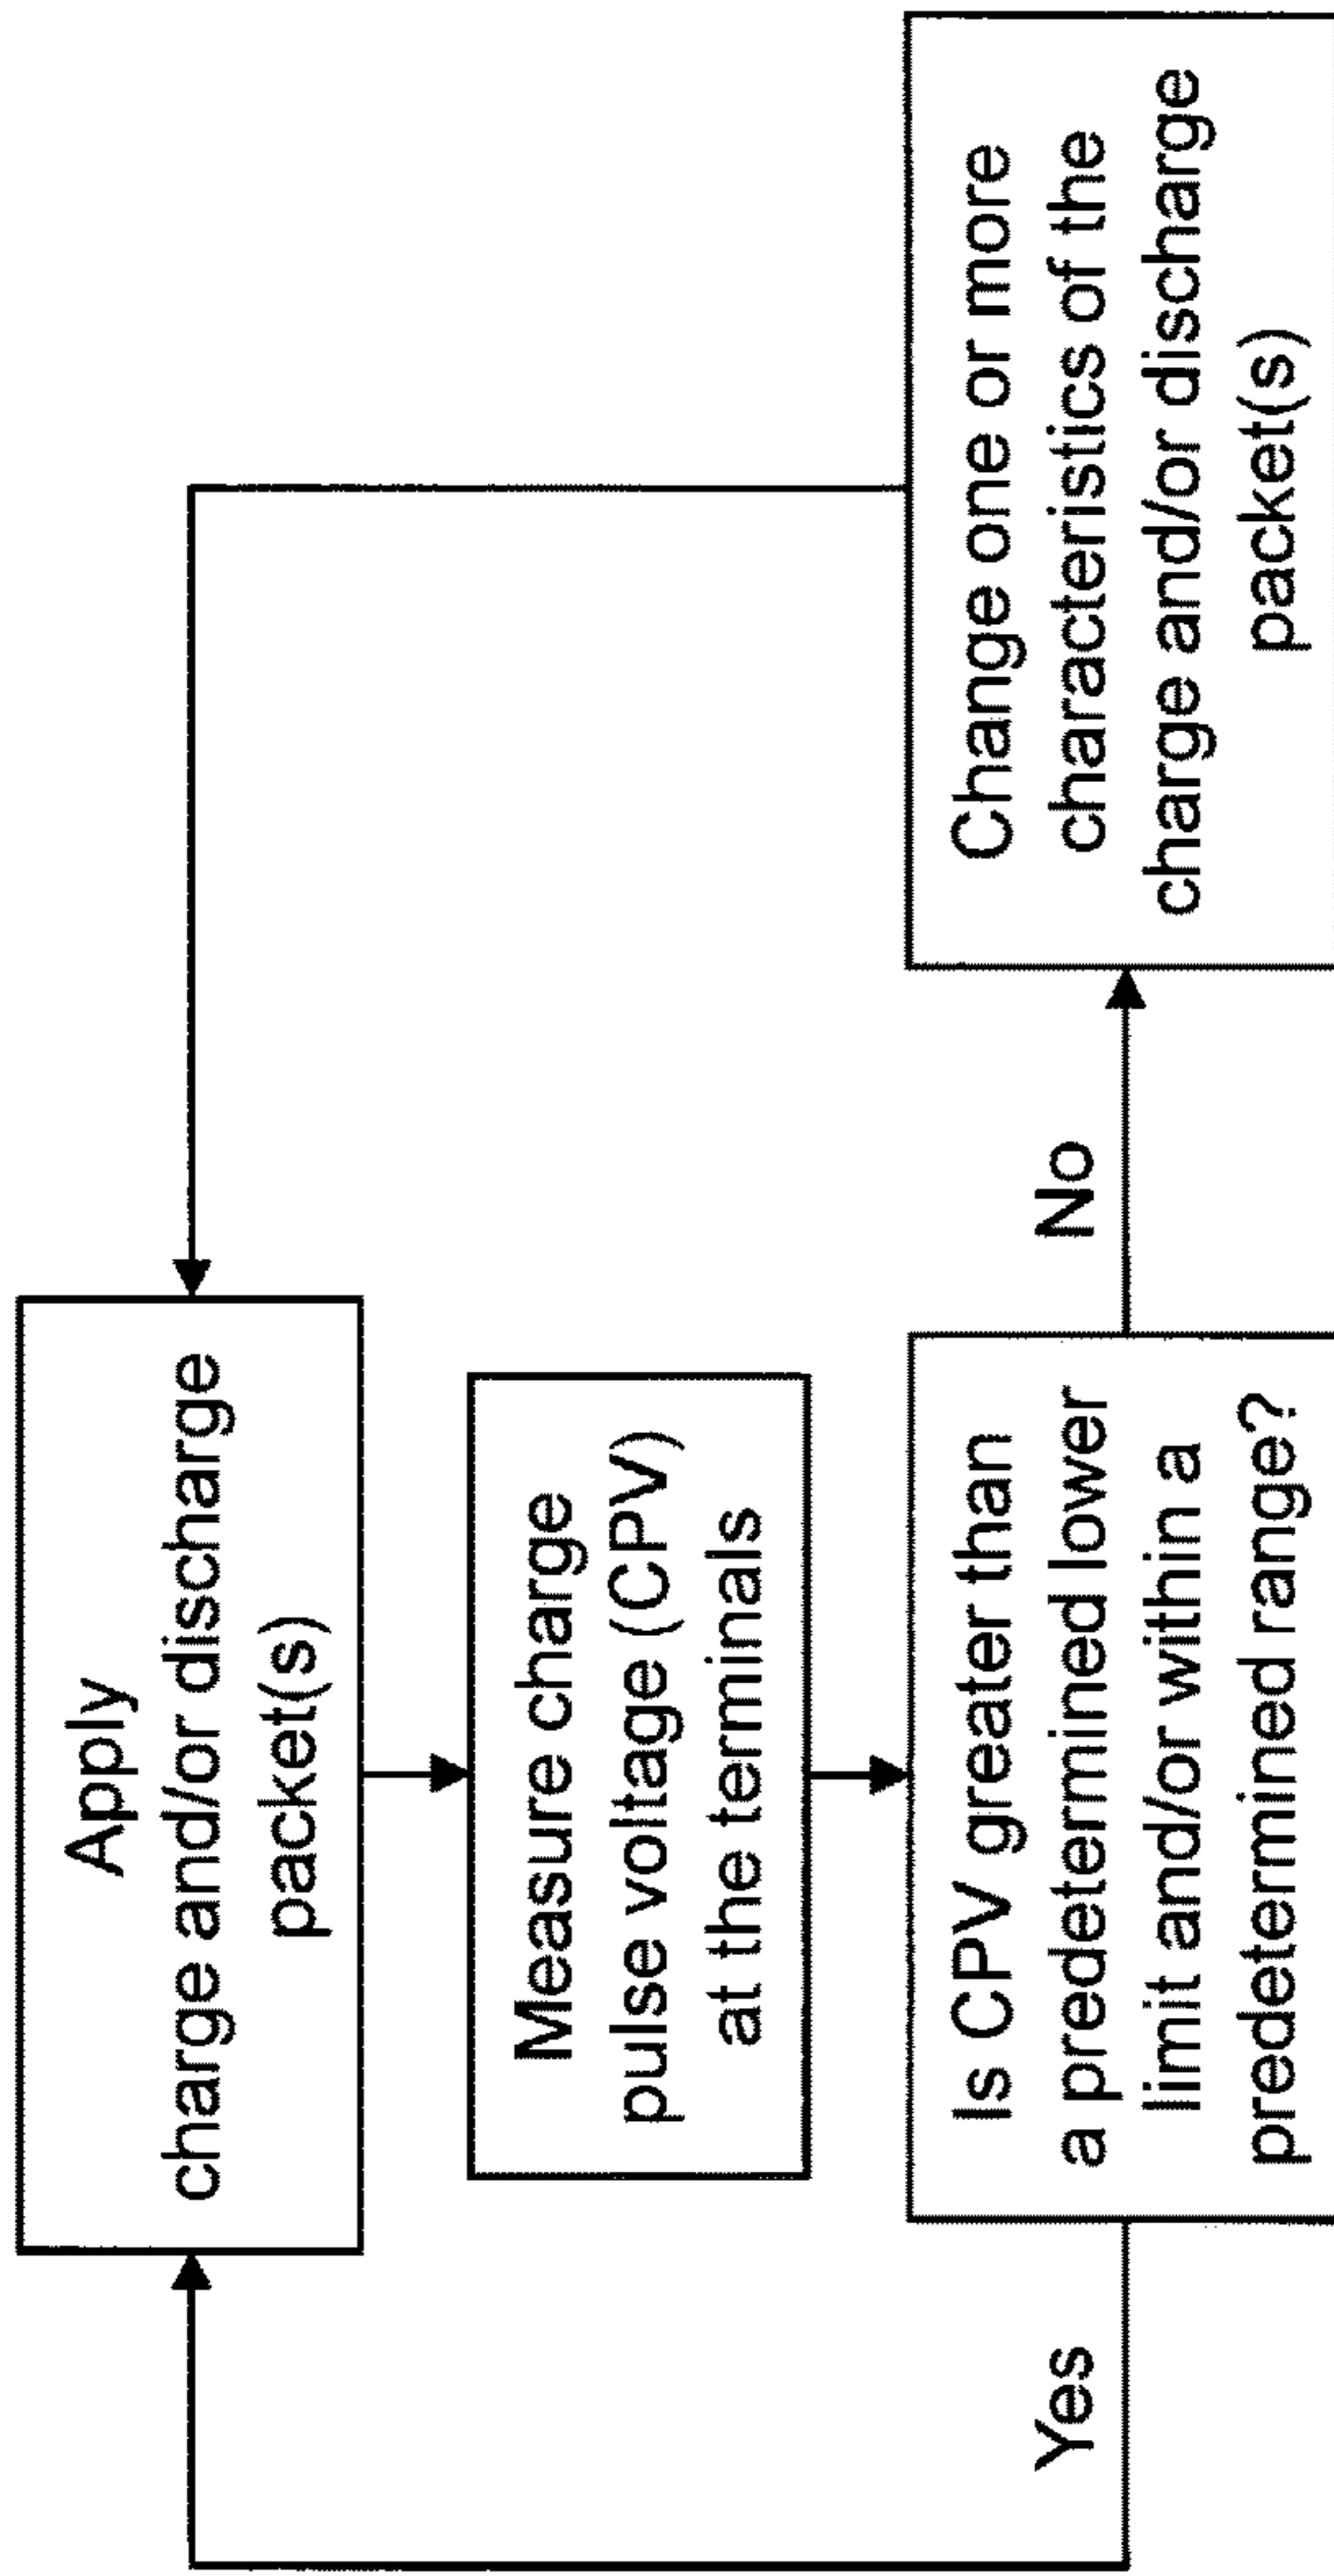 Apply
charge and/or discharge
packet(s)
Measure charge
pulse voltage (CPV)
at the terminals
Is CPV greater than
a predetermined lower
limit and/or within a
predetermined range?
Yes
No
Change one or more
characteristics of the
charge and/or discharge
packet(s)